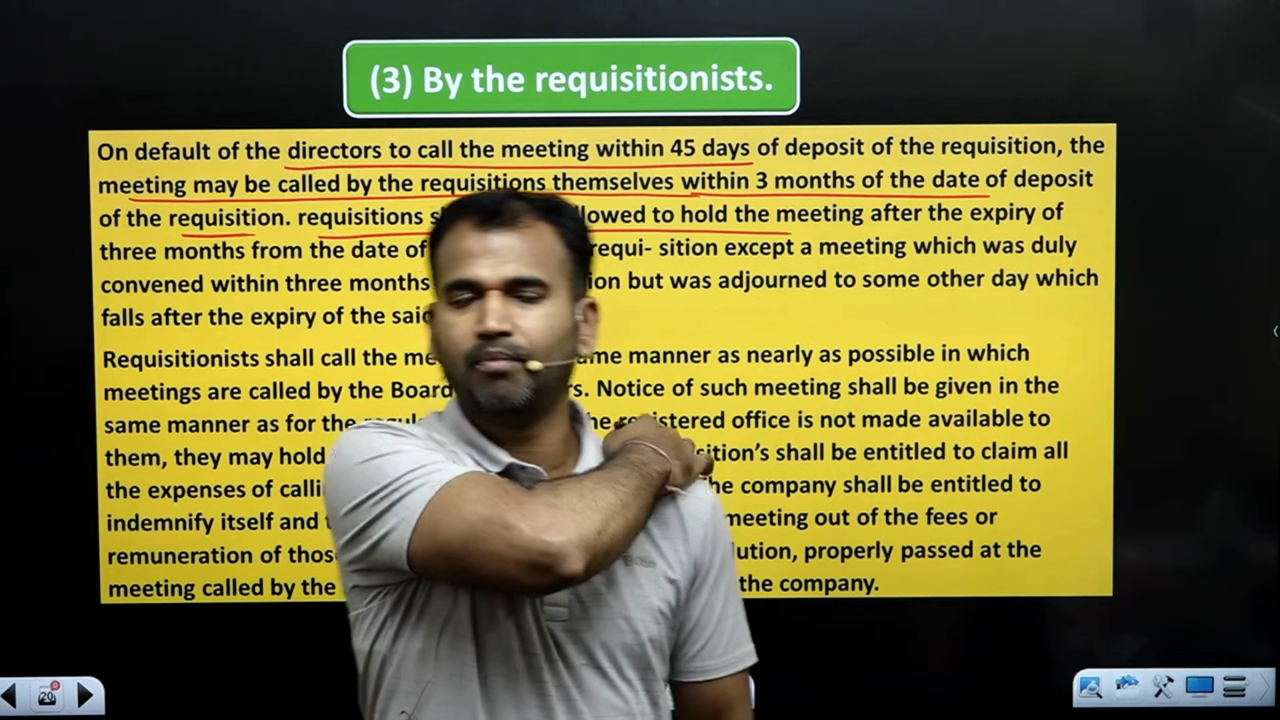 (3) By the requisitionists.
On default of the directors to call the meeting within 45 days of deposit of the requisition, the
meeting may be called by the requisitions themselves within 3 months of the date of deposit
of the requisition. requisitions lowed to hold the meeting after the expiry of
three months from the date of requi- sition except a meeting which was duly
convened within three months ion but was adjourned to some other day which
falls after the expiry of the said
Requisitionists shall call the me me manner as nearly as possible in which
meetings are called by the Board rs. Notice of such meeting shall be given in the
same manner as for the he registered office is not made available to
them, they may hold sition's shall be entitled to claim all
the expenses of calli he company shall be entitled to
indemnify itself and meeting out of the fees or
remuneration of thos lution, properly passed at the
meeting called by the the company.
20